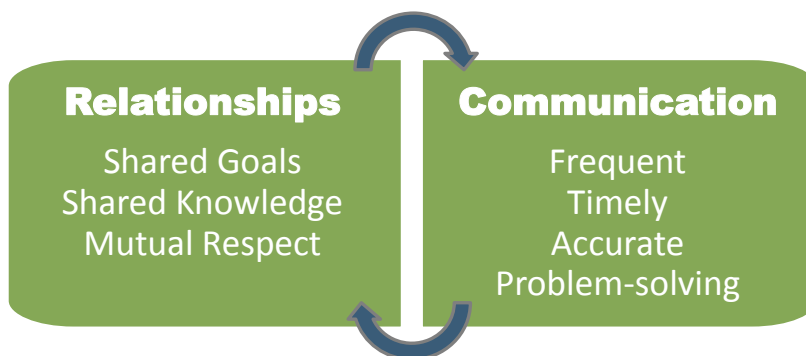 Relationships
Shared Goals
Shared Knowledge
Mutual Respect
Communication
Frequent
Timely
Accurate
Problem-solving